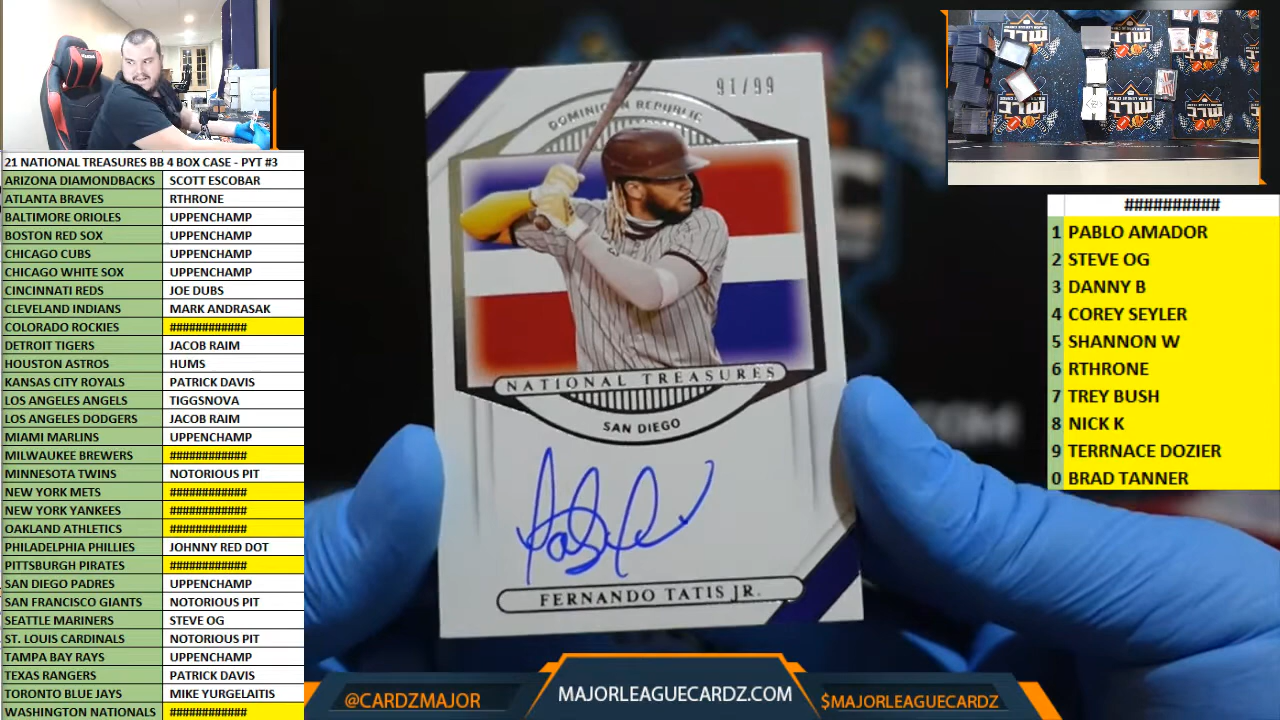 21 NATIONAL TREASURES BB 4 BOX CASE - PYT #3
ARIZONA DIAMONDBACKS SCOTT ESCOBAR
ATLANTA BRAVES RTHRONE
BALTIMORE ORIOLES UPPENCHAMP
BOSTON RED SOX UPPENCHAMP
CHICAGO CUBS UPPENCHAMP
CHICAGO WHITE SOX UPPENCHAMP
CINCINNATI REDS JOE DUBS
CLEVELAND INDIANS MARK ANDRASAK
COLORADO ROCKIES ############
DETROIT TIGERS JACOB RAIM
HOUSTON ASTROS HUMS
KANSAS CITY ROYALS PATRICK DAVIS
LOS ANGELES ANGELS TIGGSNOVA
LOS ANGELES DODGERS JACOB RAIM
MIAMI MARLINS UPPENCHAMP
MILWAUKEE BREWERS ############
MINNESOTA TWINS NOTORIOUS PIT
NEW YORK METS ############
NEW YORK YANKEES ############
OAKLAND ATHLETICS ############
PHILADELPHIA PHILLIES JOHNNY RED DOT
PITTSBURGH PIRATES ############
SAN DIEGO PADRES UPPENCHAMP
SAN FRANCISCO GIANTS NOTORIOUS PIT
SEATTLE MARINERS STEVE OG
ST. LOUIS CARDINALS NOTORIOUS PIT
TAMPA BAY RAYS UPPENCHAMP
TEXAS RANGERS PATRICK DAVIS
TORONTO BLUE JAYS MIKE YURGELAITIS
WASHINGTON NATIONALS ############
91/99
DOMINICAN REPUBLIC
NATIONAL TREASURES
SAN DIEGO
FERNANDO TATIS JR.
##########
1 PABLO AMADOR
2 STEVE OG
3 DANNY B
4 COREY SEYLER
5 SHANNON W
6 RTHRONE
7 TREY BUSH
8 NICK K
9 TERRNACE DOZIER
0 BRAD TANNER
@CARDZMAJOR
MAJORLEAGUECARDZ.COM
$MAJORLEAGUECARDZ